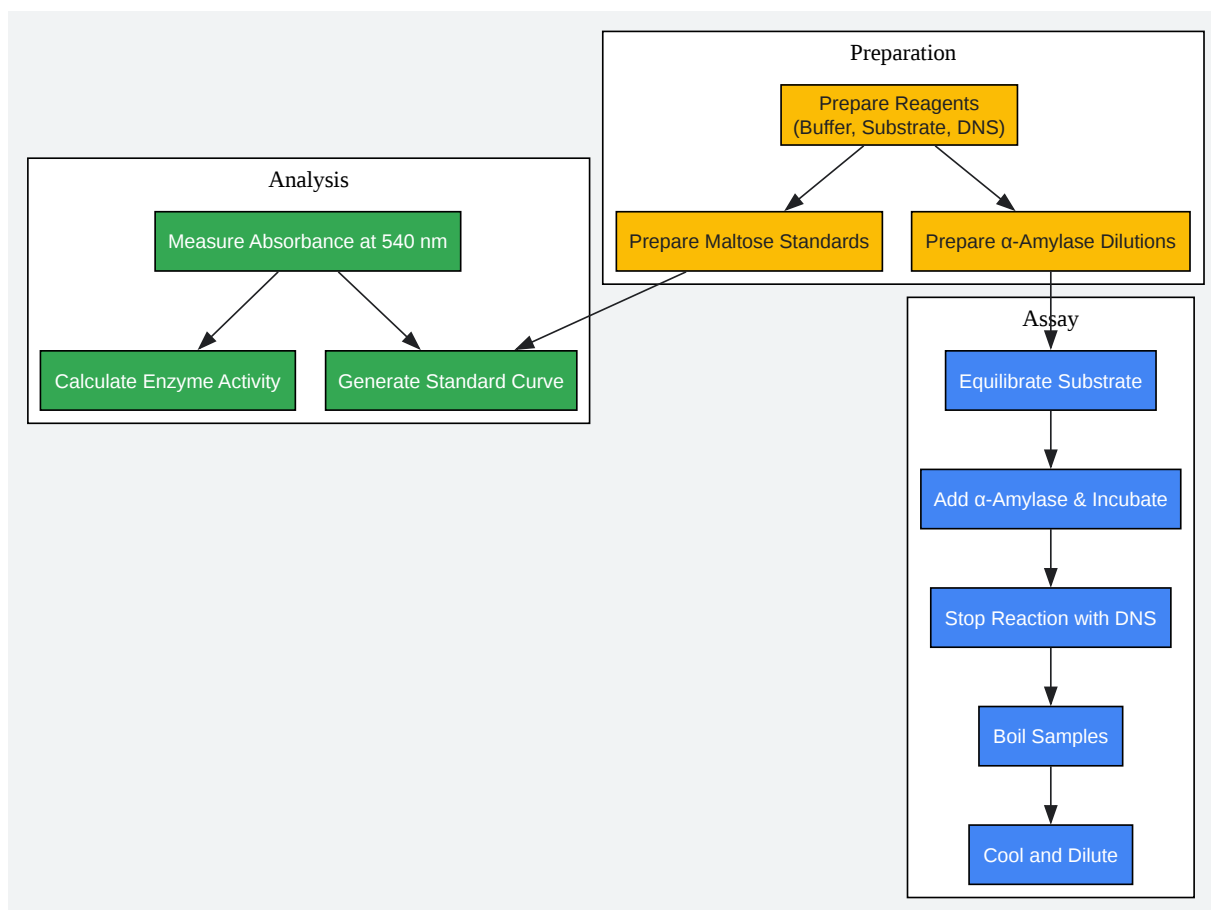 Preparation
Prepare Reagents
(Buffer, Substrate, DNS)
Prepare Maltose Standards
Prepare α-Amylase Dilutions
Analysis
Measure Absorbance at 540 nm
Calculate Enzyme Activity
Generate Standard Curve
Assay
Equilibrate Substrate
Add α-Amylase & Incubate
Stop Reaction with DNS
Boil Samples
Cool and Dilute